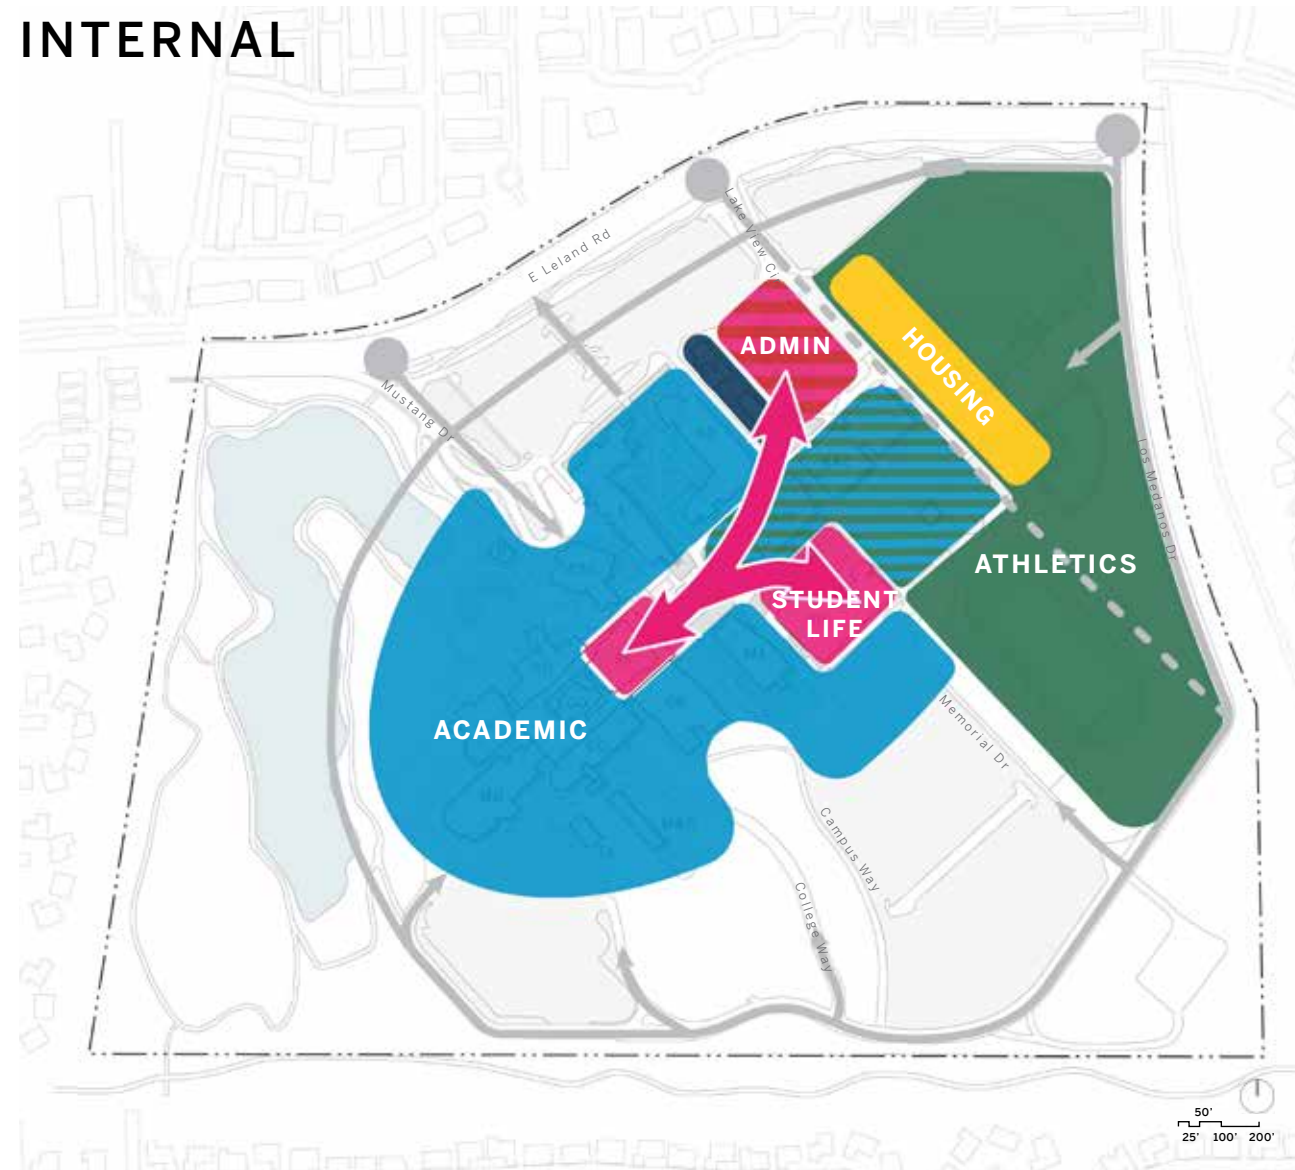 INTERNAL
E Leland Rd
Lake View Ci
Mustang Dr
ADMIN
HOUSING
Los Medanos Dr
ATHLETICS
STUDENT
LIFE
ACADEMIC
Memorial Dr
Campus Way
College Way
50'
25' 100' 200'